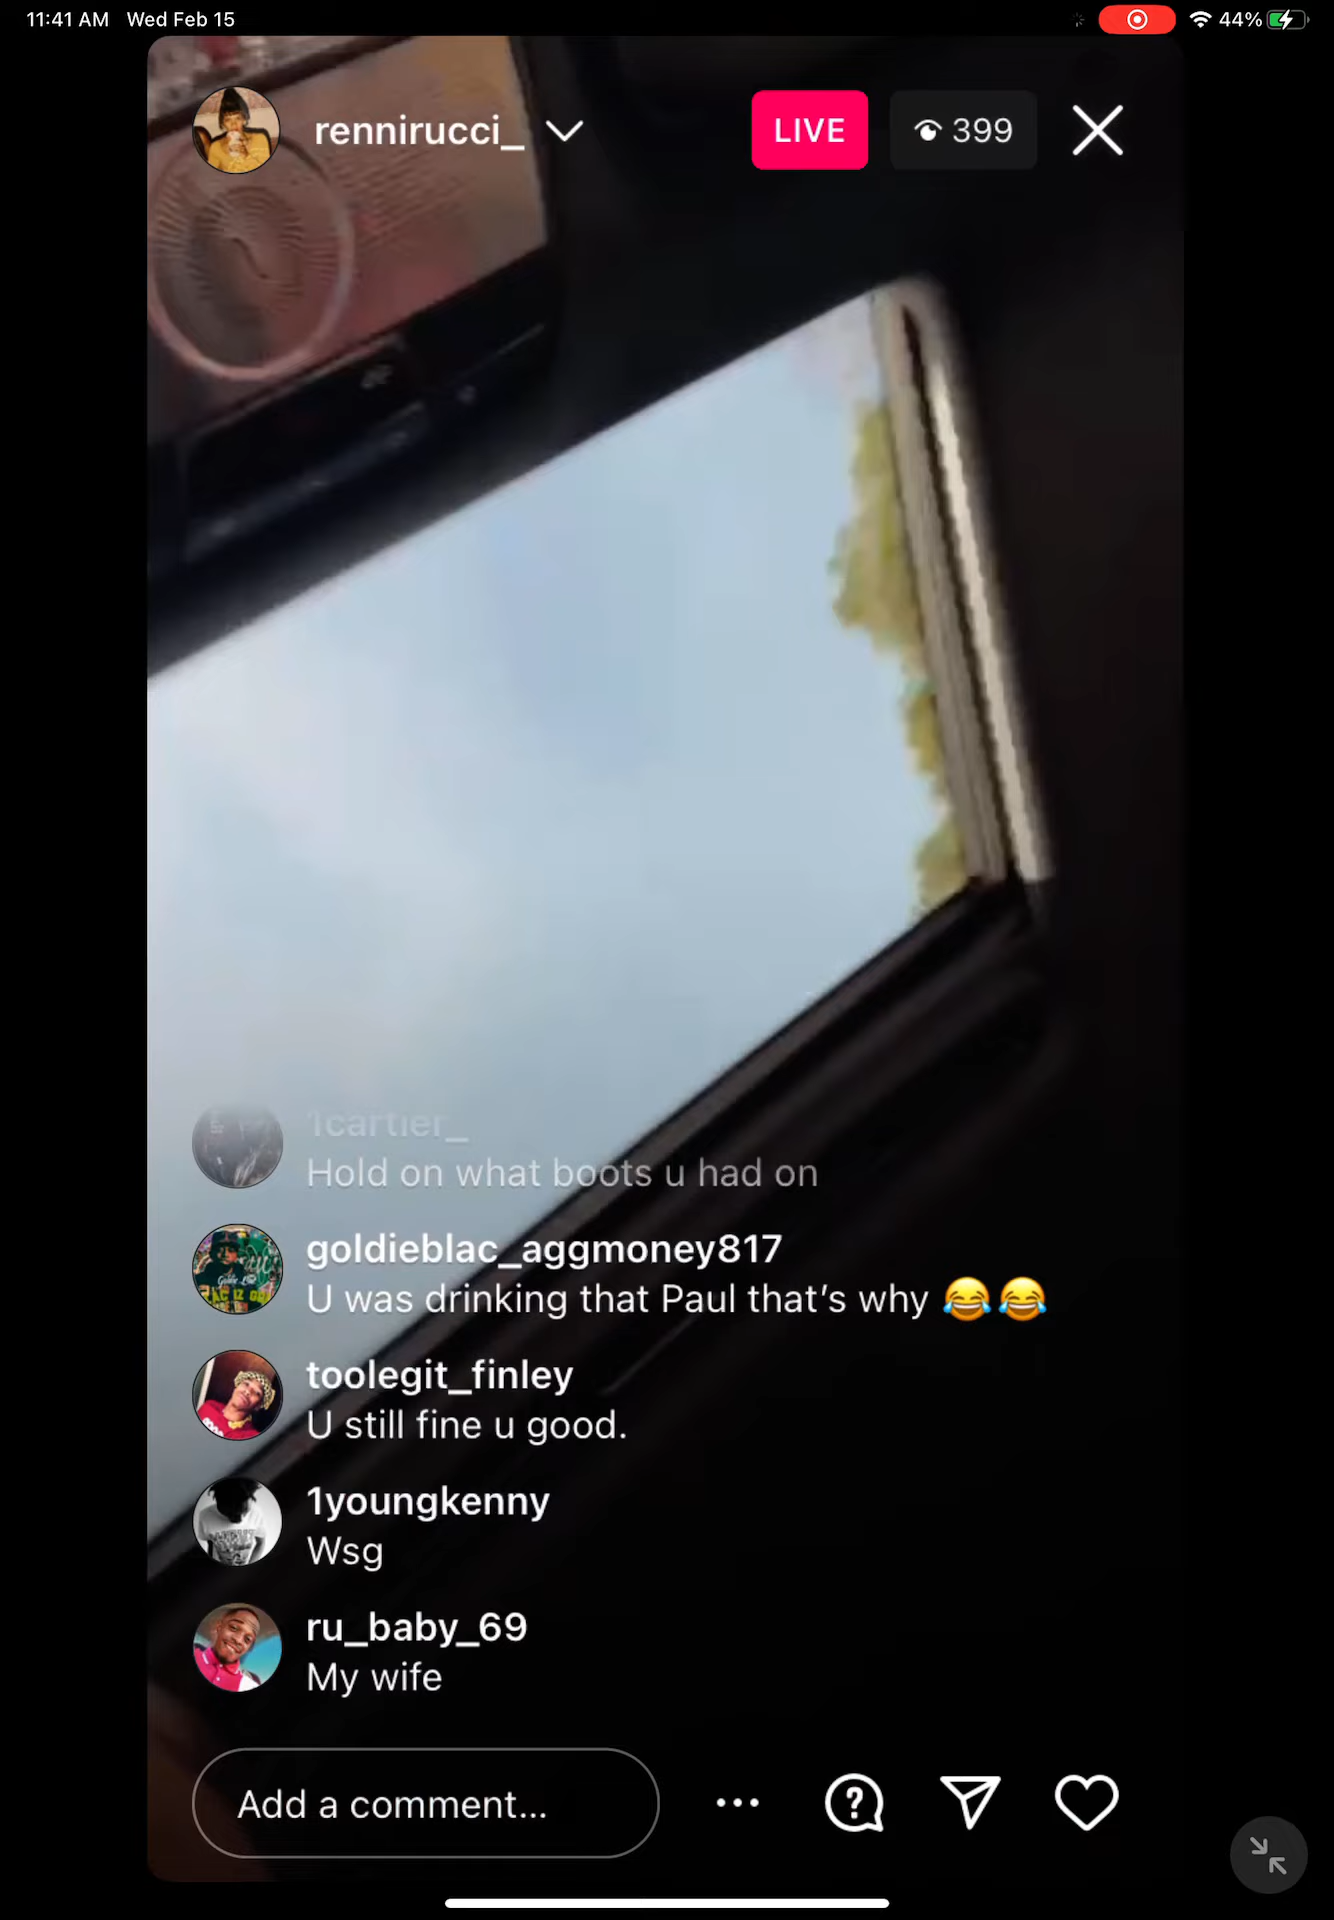 11:41 AM Wed Feb 15
44%
rennirucci_
LIVE
399
1cartier_
Hold on what boots u had on
goldieblac_aggmoney817
U was drinking that Paul that’s why 😂😂
toolegit_finley
U still fine u good.
1youngkenny
Wsg
ru_baby_69
My wife
Add a comment...